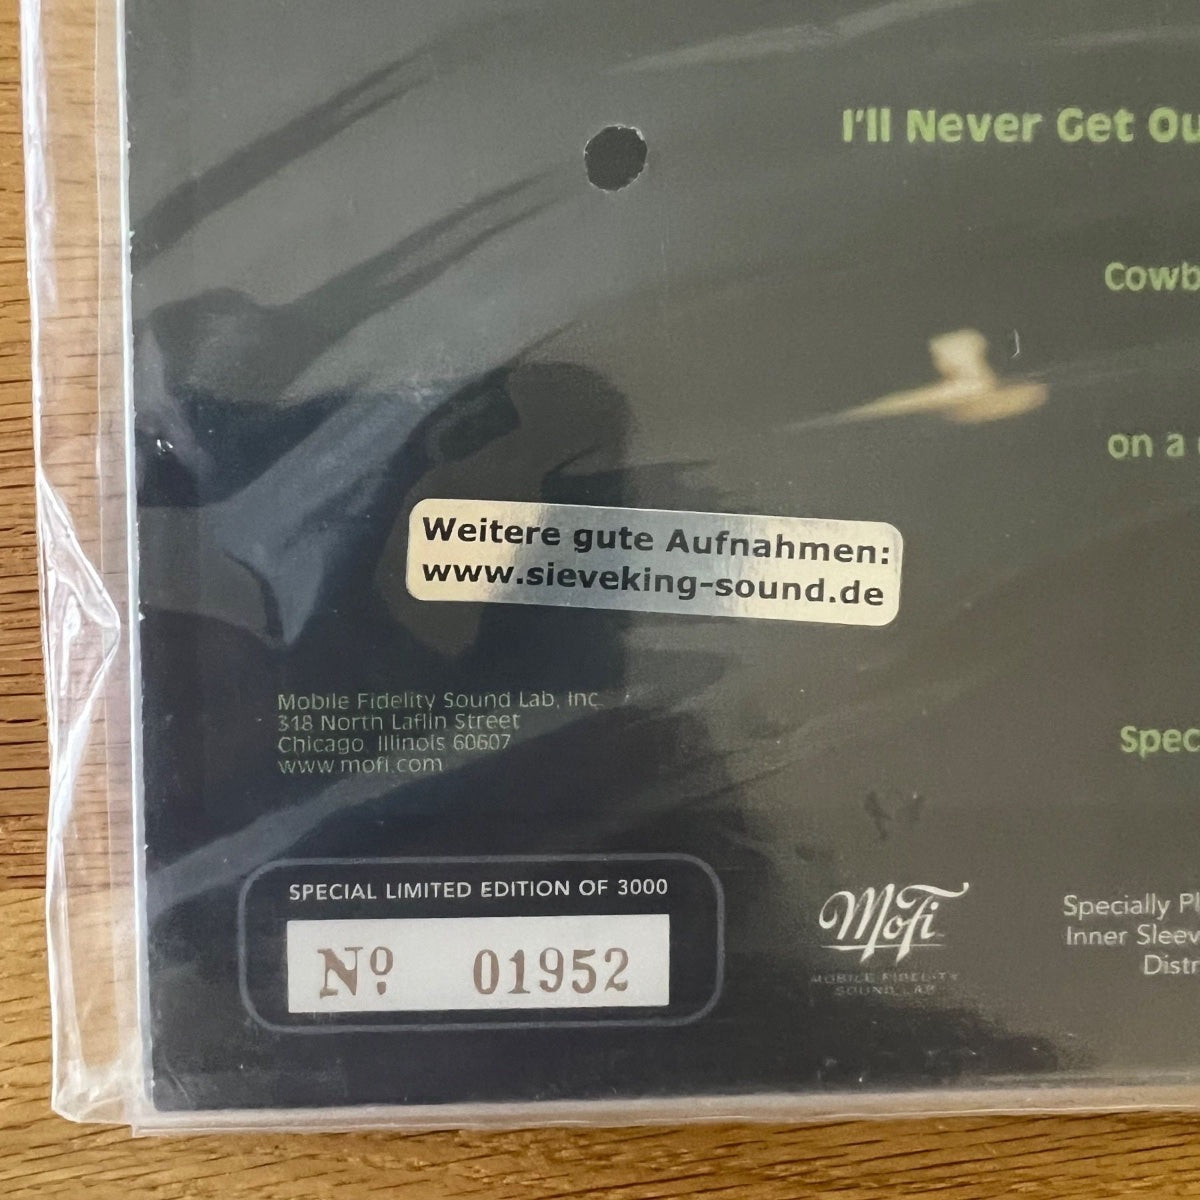 I'll Never Get Ou
Cowb
on a
Weitere gute Aufnahmen:
www.sieveking-sound.de
Mobile Fidelity Sound Lab, Inc.
318 North Laflin Street
Chicago, Illinois 60607
www.mofi.com
Spec
SPECIAL LIMITED EDITION OF 3000
Nº 01952
MoFi
MOBILE FIDELITY
SOUND LAB
Specially Pl
Inner Sleev
Distr